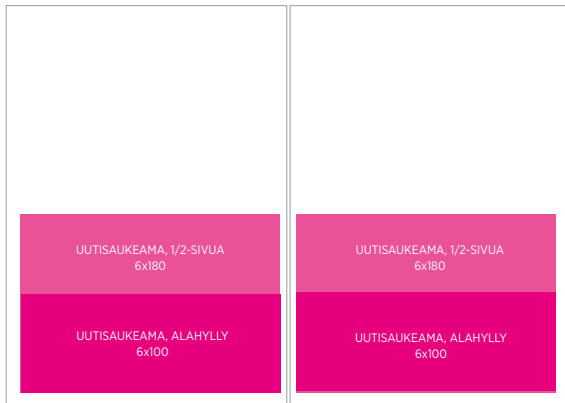 UUTISAUKEAMA, 1/2-SIVUA
6x180
UUTISAUKEAMA, ALAHYLLY
6x100
UUTISAUKEAMA, 1/2-SIVUA
6x180
UUTISAUKEAMA, ALAHYLLY
6x100